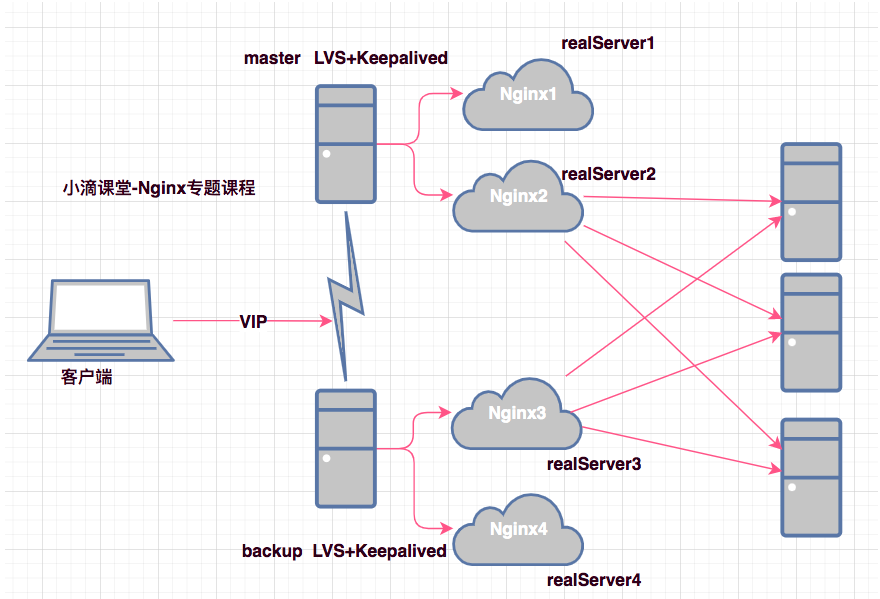 realServer1
master LVS+Keepalived
Nginx1
realServer2
小滴课堂-Nginx专题课程
Nginx2
VIP
客户端
Nginx3
realServer3
Nginx4
backup LVS+Keepalived
realServer4